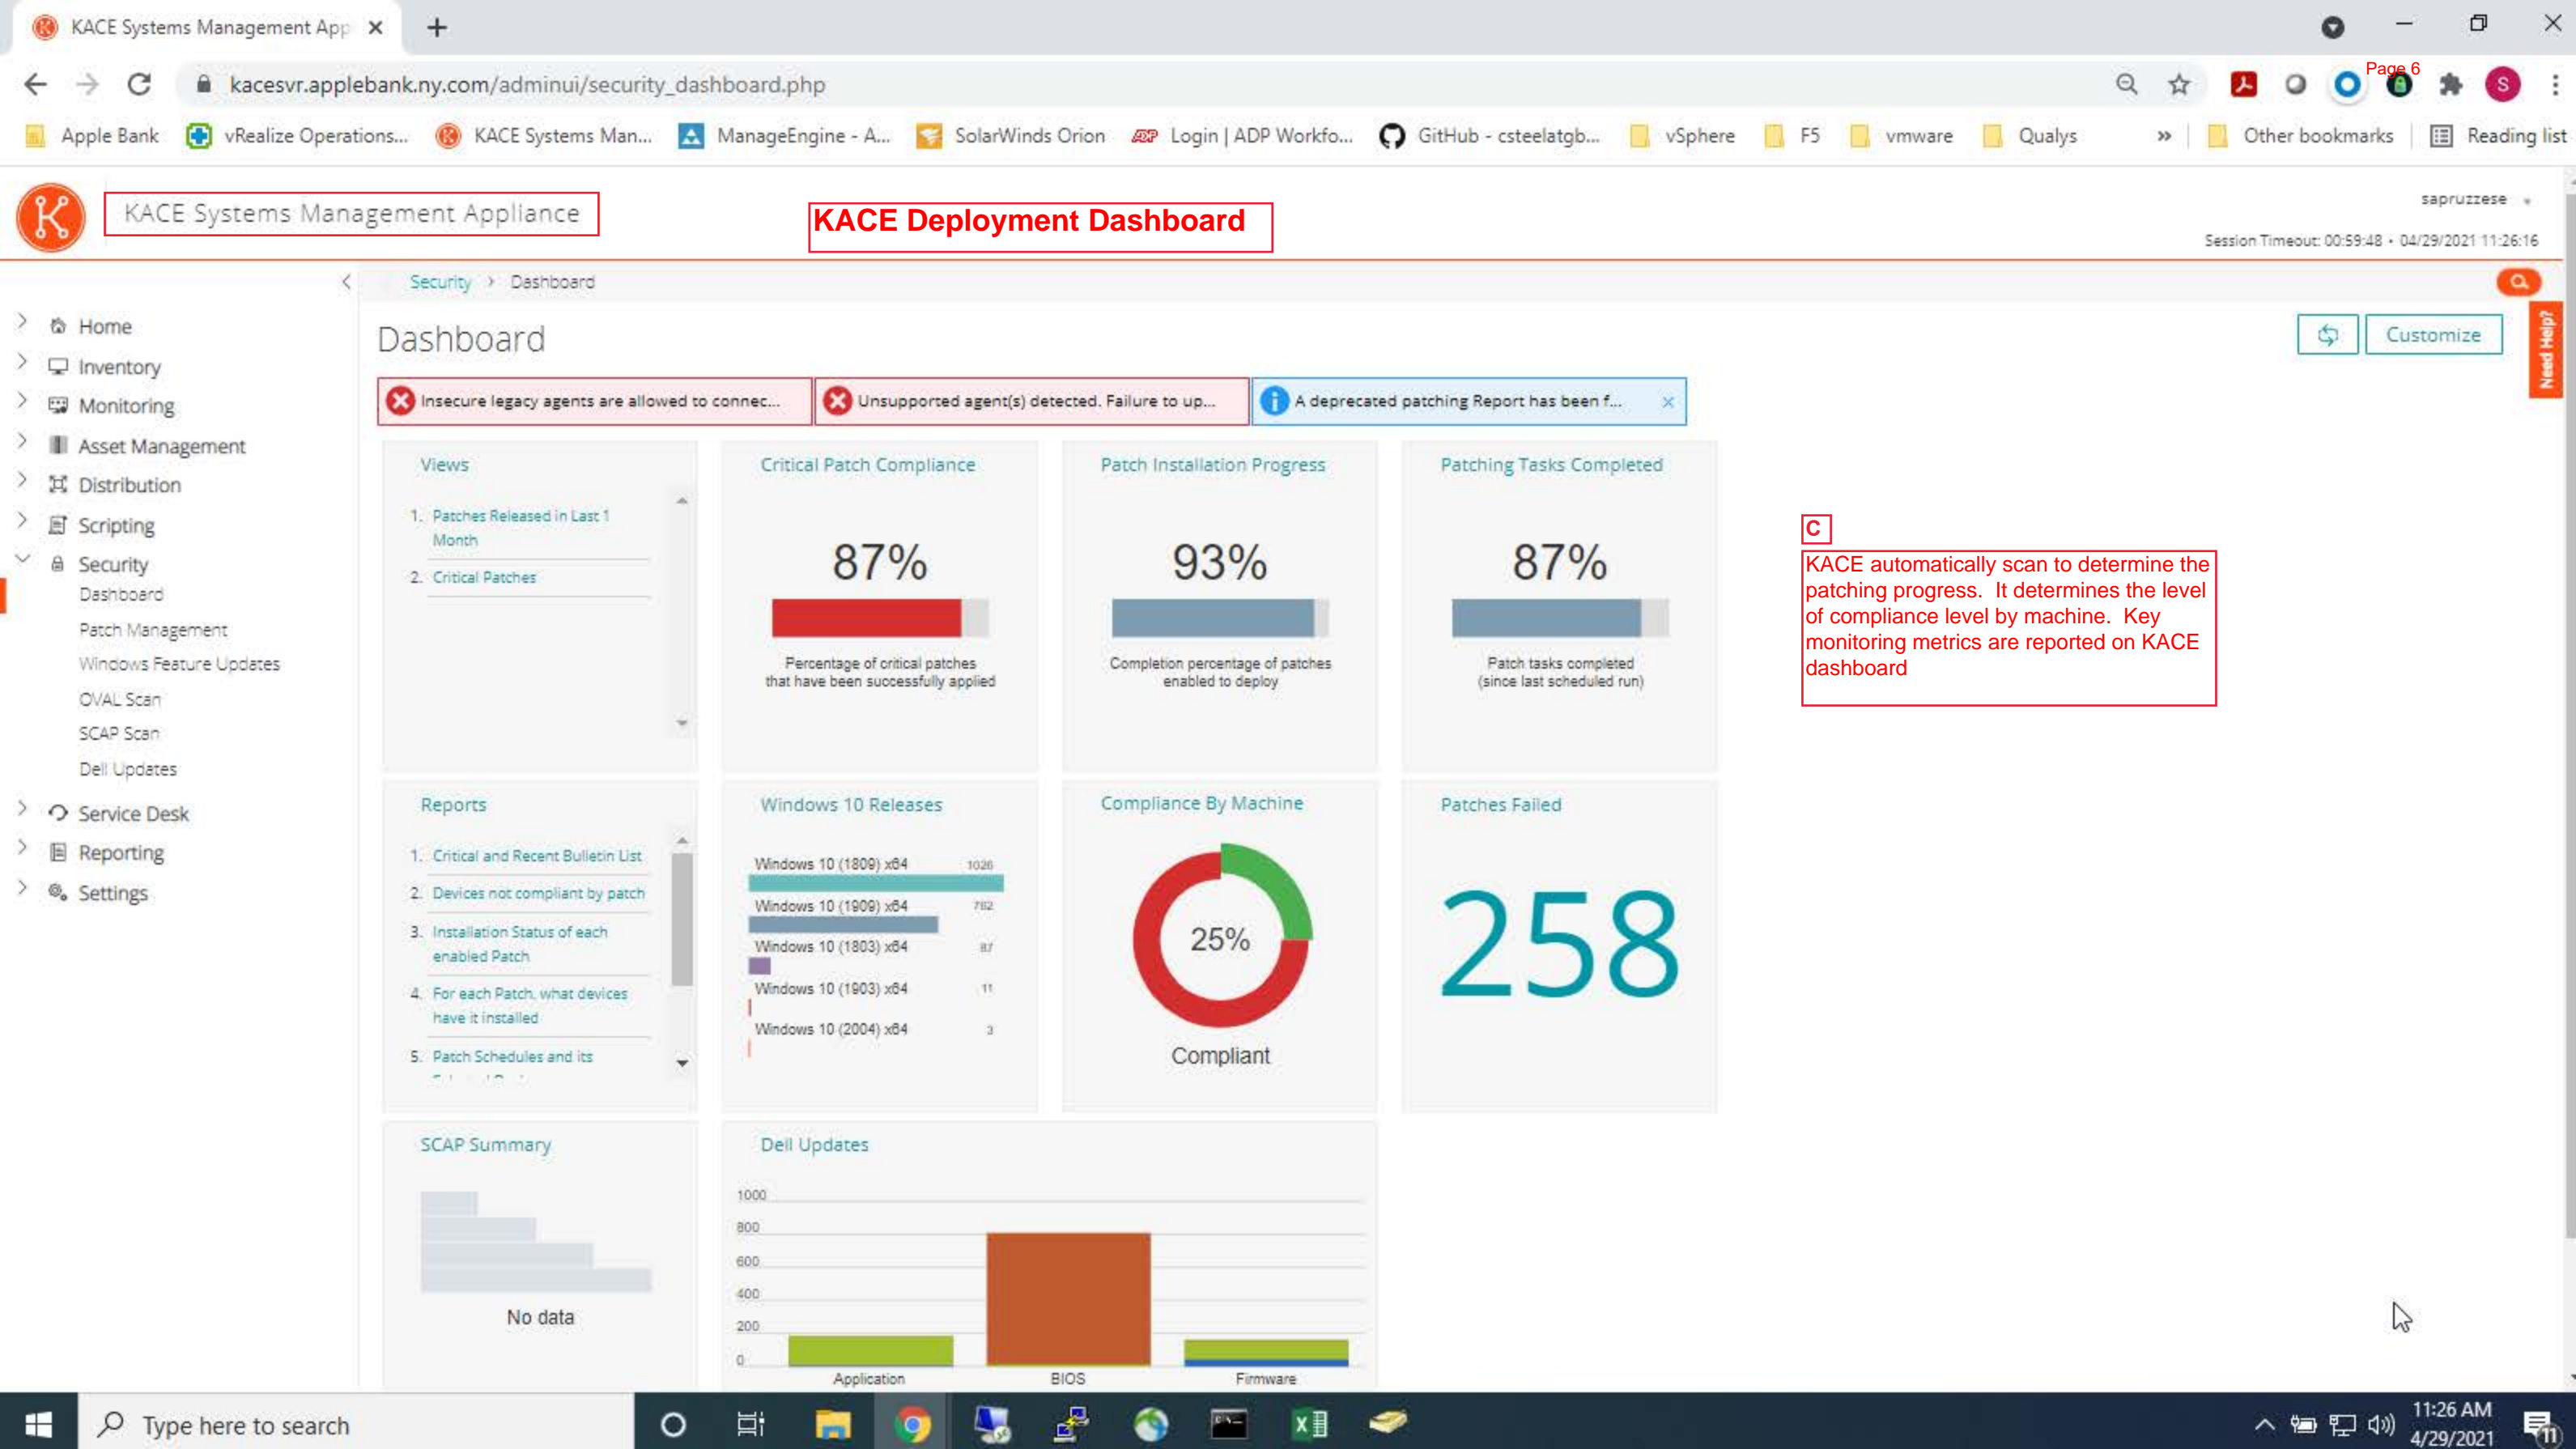 KACE Systems Management App
kacesvr.applebank.ny.com/adminui/security_dashboard.php
Page 6
S
Apple Bank
vRealize Operations...
KACE Systems Man...
ManageEngine - A...
SolarWinds Orion
Login | ADP Workfo...
GitHub - csteelatgb...
vSphere
F5
vmware
Qualys
»
Other bookmarks
Reading list
KACE Systems Management Appliance
KACE Deployment Dashboard
sapruzzese
Session Timeout: 00:59:48 • 04/29/2021 11:26:16
Security > Dashboard
Need Help?
Home
Inventory
Monitoring
Asset Management
Distribution
Scripting
Security
Dashboard
Patch Management
Windows Feature Updates
OVAL Scan
SCAP Scan
Dell Updates
Service Desk
Reporting
Settings
Dashboard
Customize
Insecure legacy agents are allowed to connec...
Unsupported agent(s) detected. Failure to up...
A deprecated patching Report has been f...
Views
1. Patches Released in Last 1
Month
2. Critical Patches
Critical Patch Compliance
87%
Percentage of critical patches
that have been successfully applied
Patch Installation Progress
93%
Completion percentage of patches
enabled to deploy
Patching Tasks Completed
87%
Patch tasks completed
(since last scheduled run)
C
KACE automatically scan to determine the
patching progress. It determines the level
of compliance level by machine. Key
monitoring metrics are reported on KACE
dashboard
Reports
1. Critical and Recent Bulletin List
2. Devices not compliant by patch
3. Installation Status of each
enabled Patch
4. For each Patch, what devices
have it installed
5. Patch Schedules and its
Windows 10 Releases
Windows 10 (1809) x64 1026
Windows 10 (1909) x64 762
Windows 10 (1803) x64 87
Windows 10 (1903) x64 11
Windows 10 (2004) x64 3
Compliance By Machine
25%
Compliant
Patches Failed
258
SCAP Summary
No data
Dell Updates
1000
800
600
400
200
0
Application
BIOS
Firmware
Type here to search
11:26 AM
4/29/2021
11